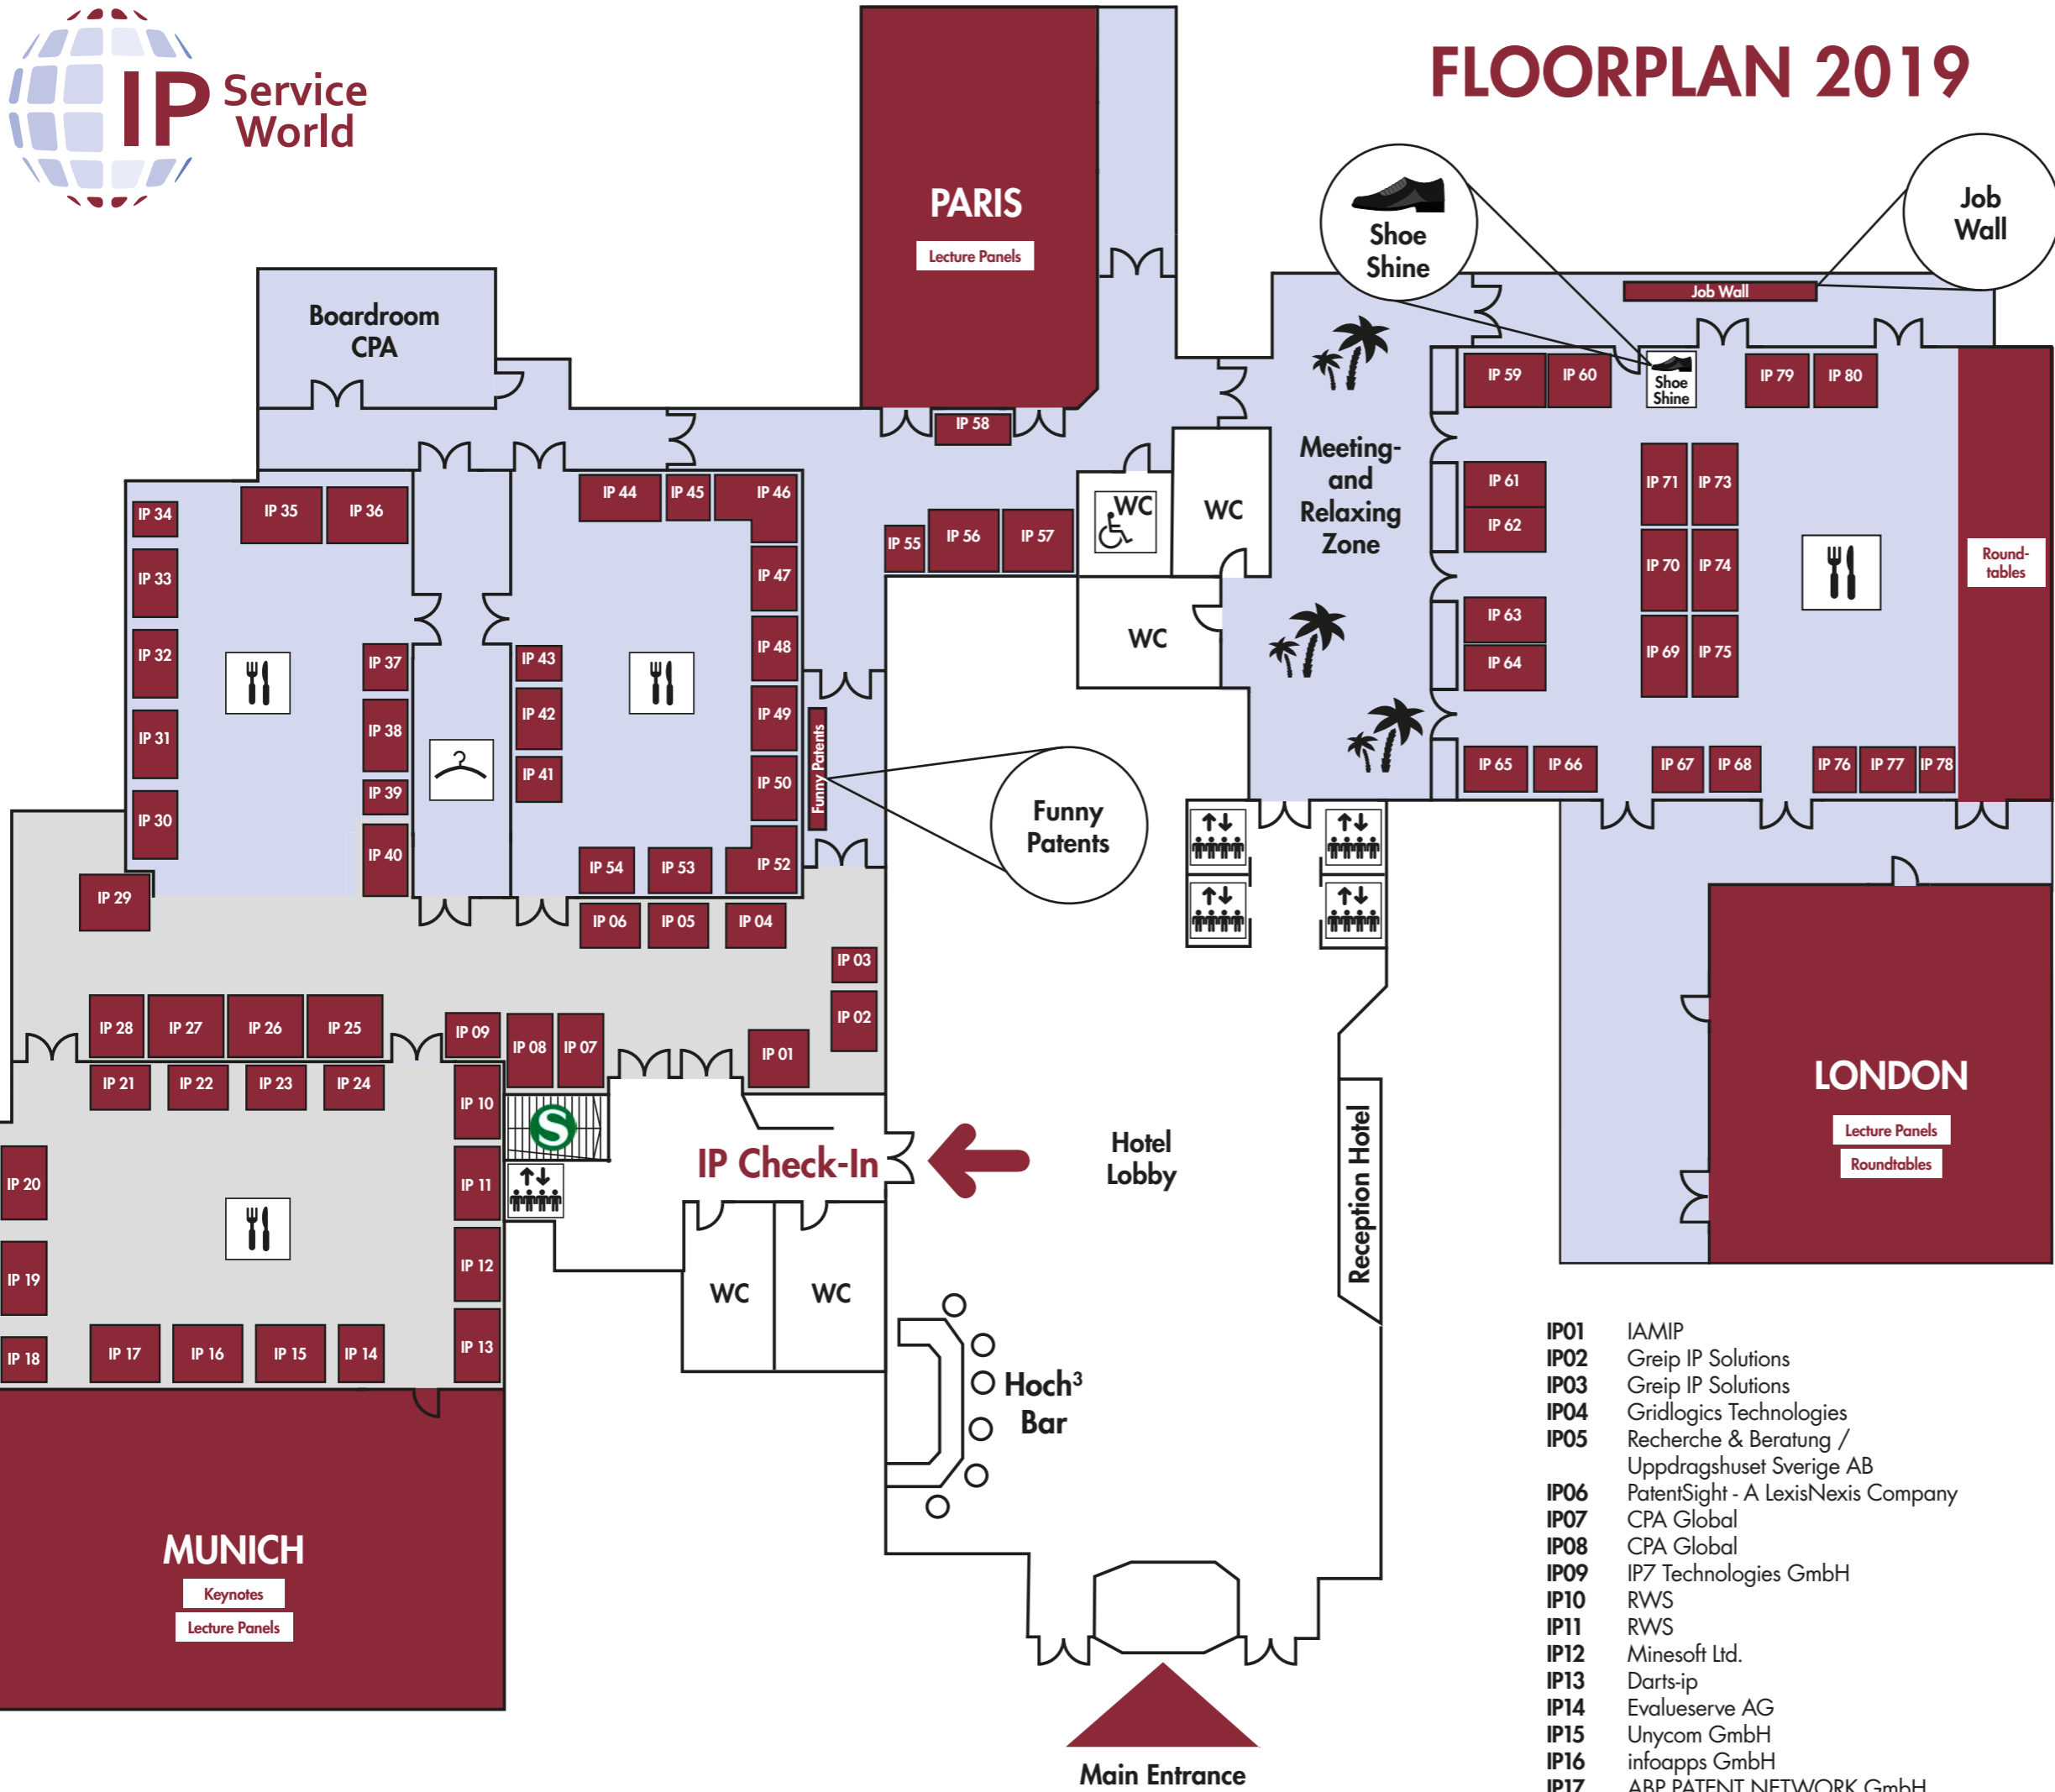 IP Service
World
FLOORPLAN 2019
PARIS
Lecture Panels
Shoe
Shine
Job
Wall
Job Wall
Boardroom
CPA
IP 58
IP 59
IP 60
Shoe
Shine
IP 79
IP 80
Meeting-
and
Relaxing
Zone
IP 34
IP 35
IP 36
IP 44
IP 45
IP 46
IP 55
IP 56
IP 57
WC
WC
WC
IP 61
IP 62
IP 71
IP 73
IP 70
IP 74
Round-
tables
IP 33
IP 47
IP 32
IP 37
IP 43
IP 48
IP 63
IP 64
IP 69
IP 75
IP 31
IP 38
IP 42
IP 49
IP 39
IP 41
IP 50
Funny Patents
IP 65
IP 66
IP 67
IP 68
IP 76
IP 77
IP 78
IP 30
IP 40
IP 54
IP 53
IP 52
Funny
Patents
IP 29
IP 06
IP 05
IP 04
IP 03
IP 02
IP 28
IP 27
IP 26
IP 25
IP 09
IP 08
IP 07
IP 01
IP 21
IP 22
IP 23
IP 24
IP 10
S
IP Check-In
Hotel
Lobby
Reception Hotel
LONDON
Lecture Panels
Roundtables
IP 20
IP 11
IP 19
IP 12
WC
WC
IP 18
IP 17
IP 16
IP 15
IP 14
IP 13
Hoch³
Bar
MUNICH
Keynotes
Lecture Panels
Main Entrance
IP01 IAMIP
IP02 Greip IP Solutions
IP03 Greip IP Solutions
IP04 Gridlogics Technologies
IP05 Recherche & Beratung /
Uppdragshuset Sverige AB
IP06 PatentSight - A LexisNexis Company
IP07 CPA Global
IP08 CPA Global
IP09 IP7 Technologies GmbH
IP10 RWS
IP11 RWS
IP12 Minesoft Ltd.
IP13 Darts-ip
IP14 Evalueserve AG
IP15 Unycom GmbH
IP16 infoapps GmbH
IP17 ABP PATENT NETWORK GmbH